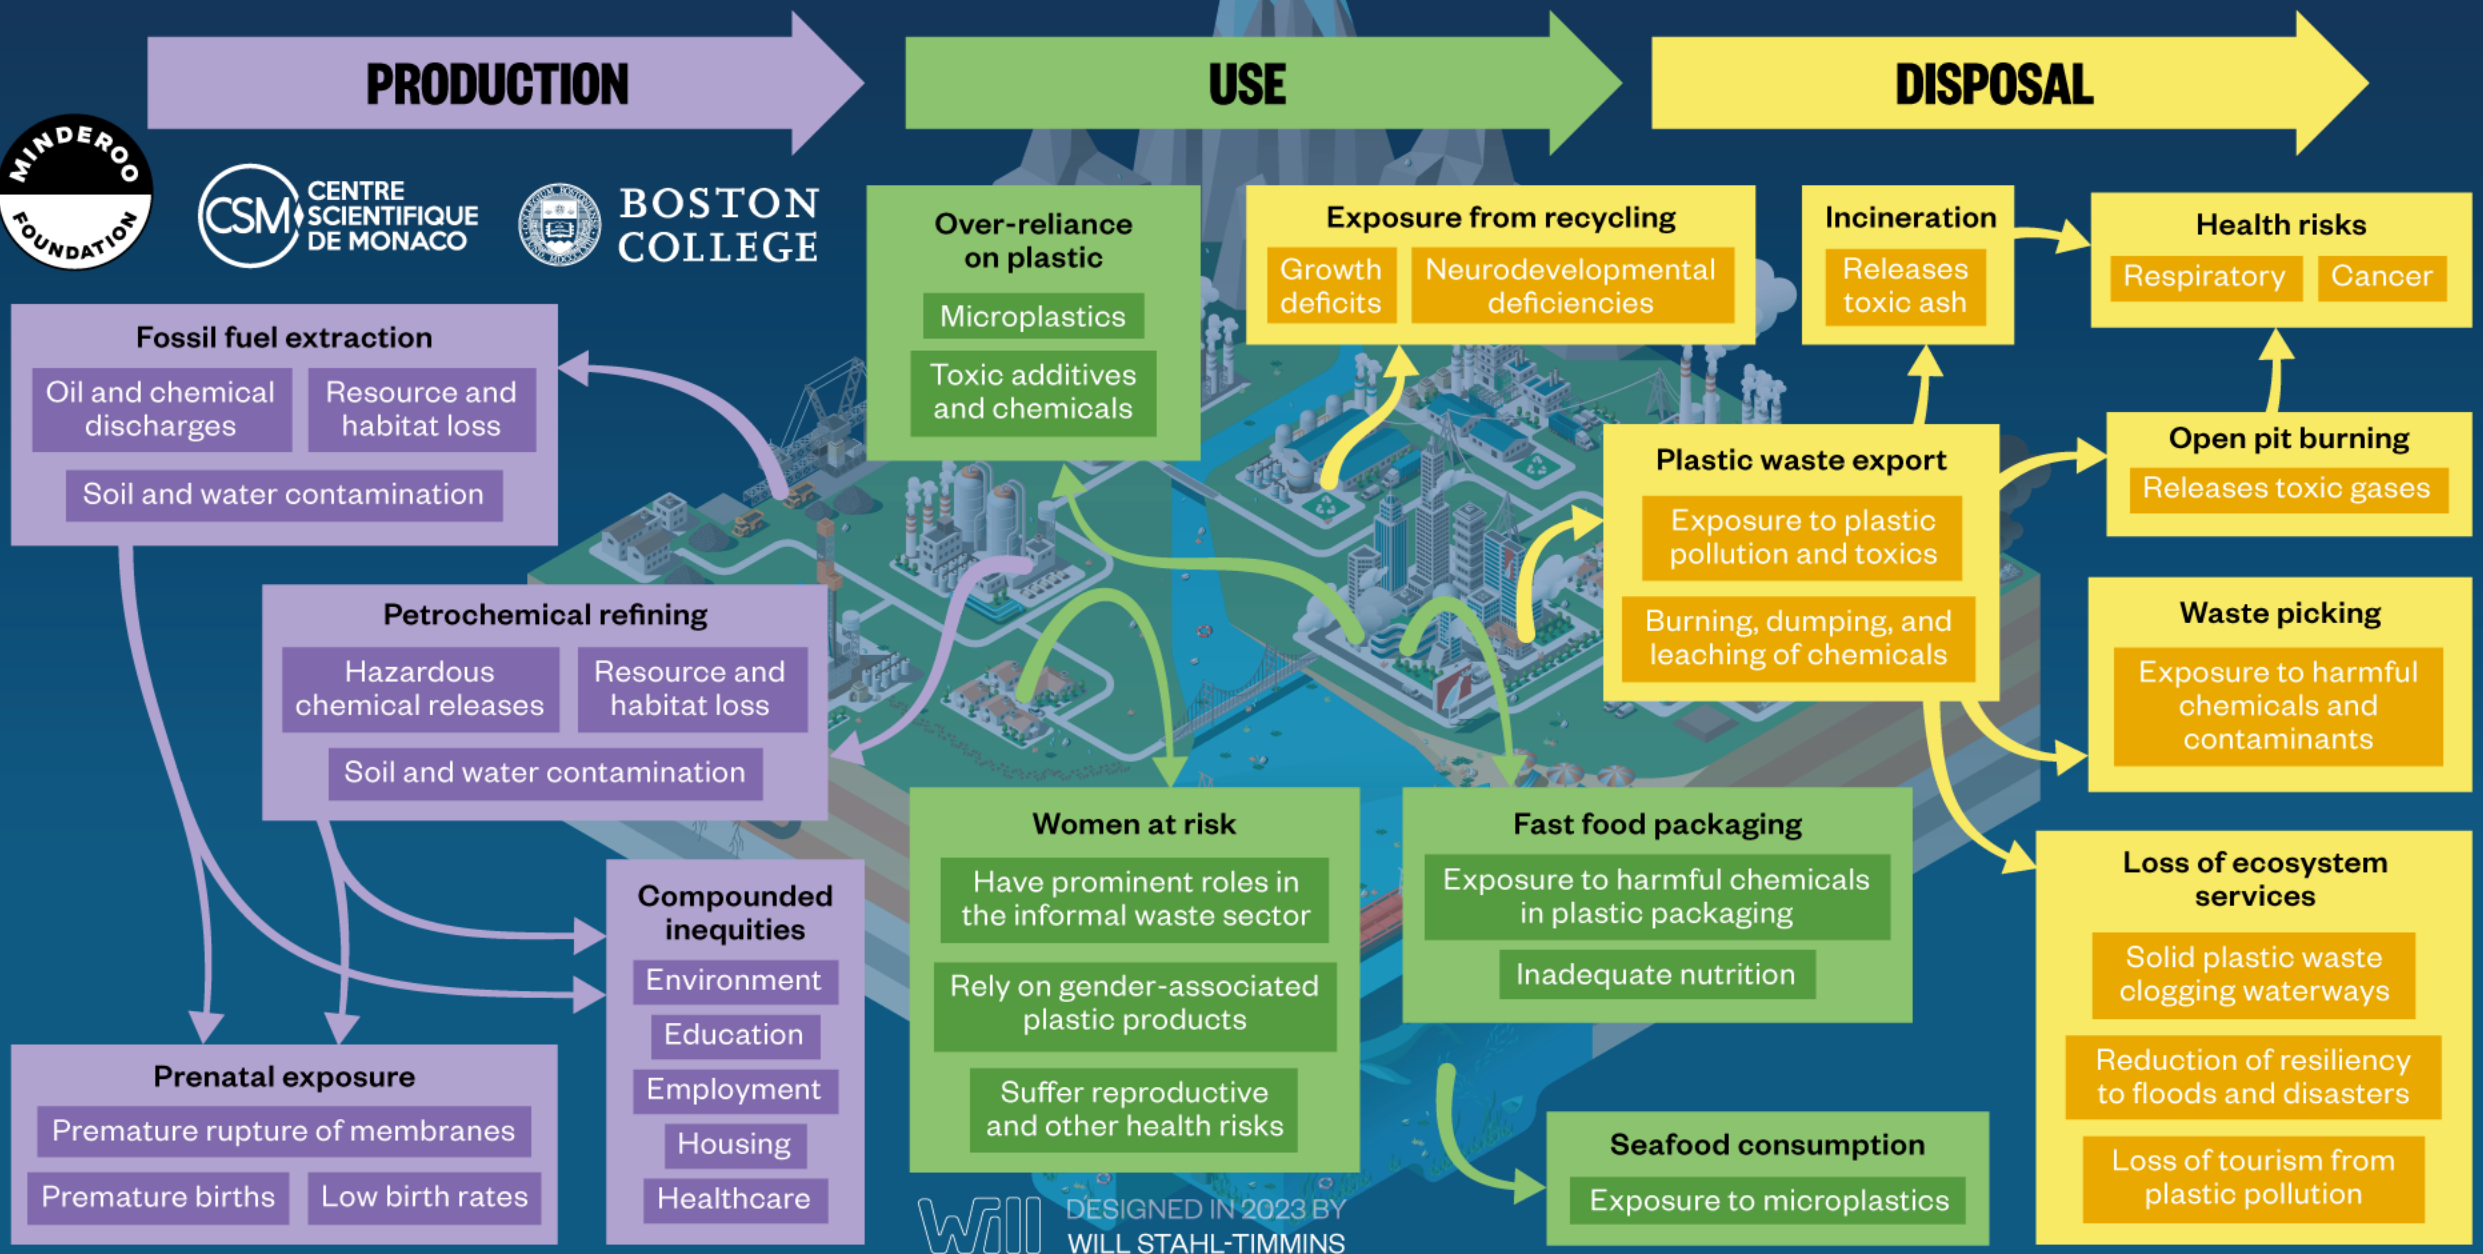 PRODUCTION
USE
DISPOSAL
MINDEROO
FOUNDATION
CSM
CENTRE
SCIENTIFIQUE
DE MONACO
BOSTON
COLLEGE
Fossil fuel extraction
Oil and chemical
discharges
Resource and
habitat loss
Soil and water contamination
Petrochemical refining
Hazardous
chemical releases
Resource and
habitat loss
Soil and water contamination
Compounded
inequities
Environment
Education
Employment
Housing
Healthcare
Prenatal exposure
Premature rupture of membranes
Premature births
Low birth rates
Over-reliance
on plastic
Microplastics
Toxic additives
and chemicals
Women at risk
Have prominent roles in
the informal waste sector
Rely on gender-associated
plastic products
Suffer reproductive
and other health risks
Fast food packaging
Exposure to harmful chemicals
in plastic packaging
Inadequate nutrition
Seafood consumption
Exposure to microplastics
Exposure from recycling
Growth
deficits
Neurodevelopmental
deficiencies
Incineration
Releases
toxic ash
Health risks
Respiratory
Cancer
Plastic waste export
Exposure to plastic
pollution and toxics
Burning, dumping, and
leaching of chemicals
Open pit burning
Releases toxic gases
Waste picking
Exposure to harmful
chemicals and
contaminants
Loss of ecosystem
services
Solid plastic waste
clogging waterways
Reduction of resiliency
to floods and disasters
Loss of tourism from
plastic pollution
Will
DESIGNED IN 2023 BY
WILL STAHL-TIMMINS